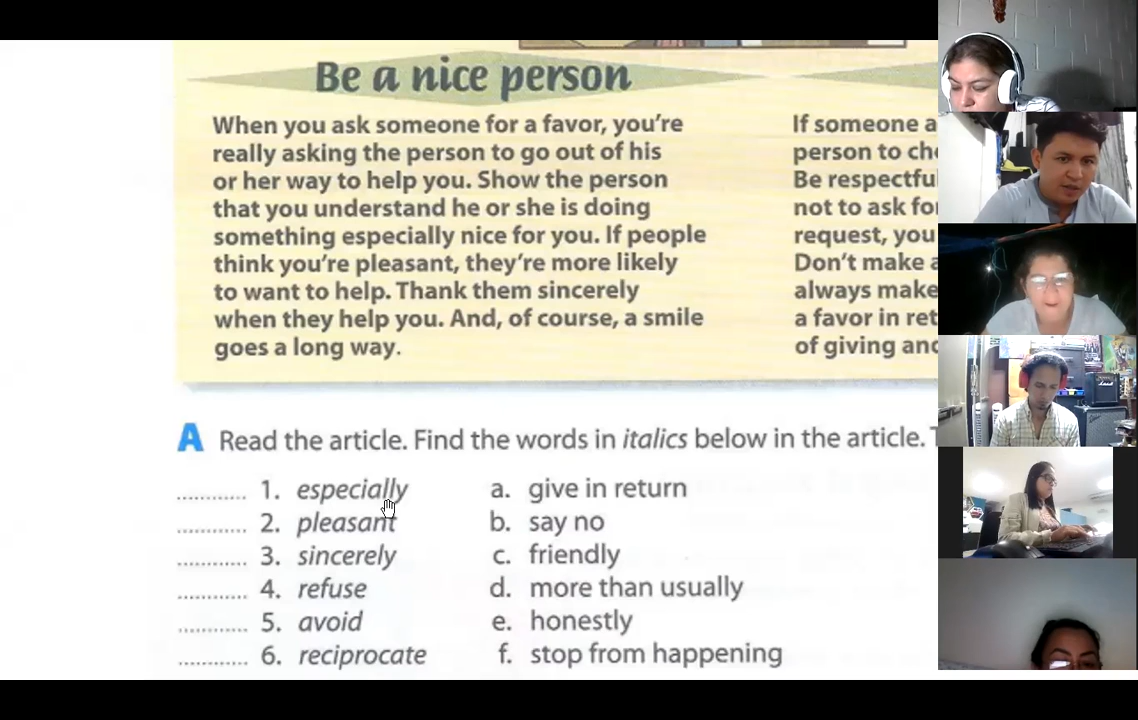 Be a nice person
When you ask someone for a favor, you're
really asking the person to go out of his
or her way to help you. Show the person
that you understand he or she is doing
something especially nice for you. If people
think you're pleasant, they're more likely
to want to help. Thank them sincerely
when they help you. And, of course, a smile
goes a long way.
If someone a
person to ch
Be respectful
not to ask fo
request, you
Don't make a
always make
a favor in ret
of giving and
A Read the article. Find the words in italics below in the article.
............ 1. especially a. give in return
............ 2. pleasant b. say no
............ 3. sincerely c. friendly
............ 4. refuse d. more than usually
............ 5. avoid e. honestly
............ 6. reciprocate f. stop from happening